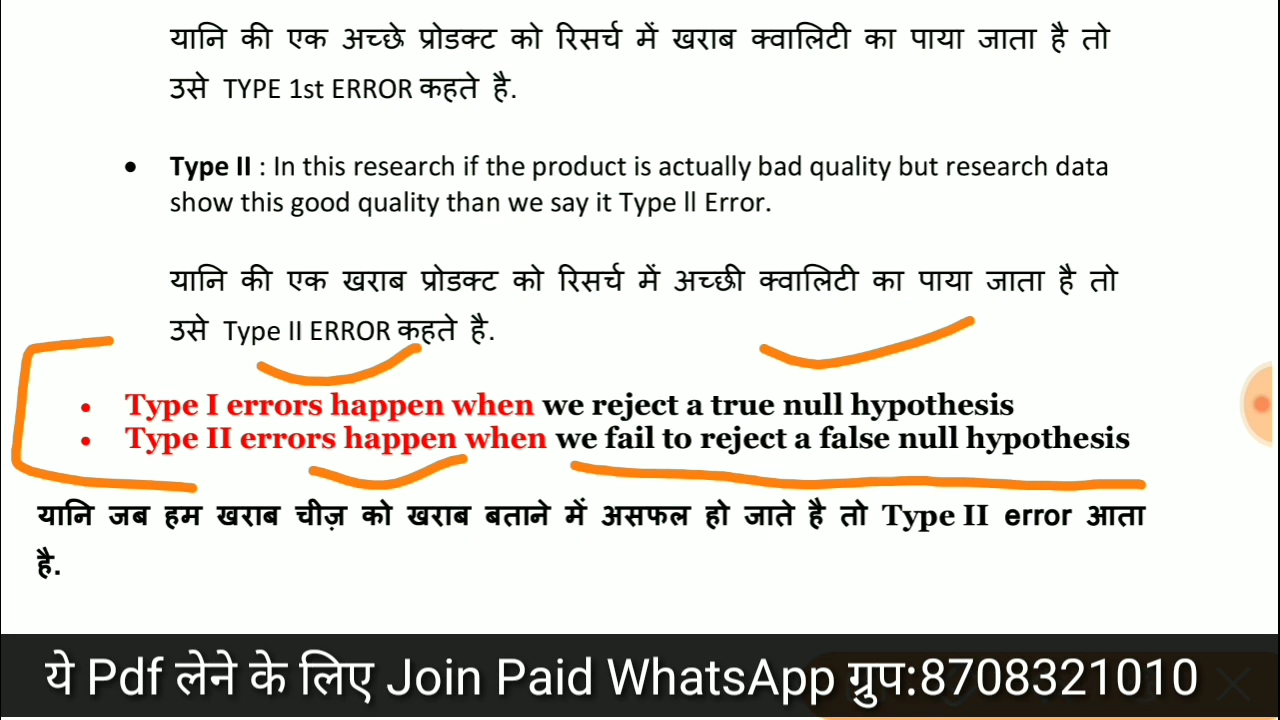 यानि की एक अच्छे प्रोडक्ट को रिसर्च में खराब क्वालिटी का पाया जाता है तो
उसे TYPE 1st ERROR कहते है.
• Type II : In this research if the product is actually bad quality but research data
show this good quality than we say it Type ll Error.
यानि की एक खराब प्रोडक्ट को रिसर्च में अच्छी क्वालिटी का पाया जाता है तो
उसे Type II ERROR कहते है.
• Type I errors happen when we reject a true null hypothesis
• Type II errors happen when we fail to reject a false null hypothesis
यानि जब हम खराब चीज़ को खराब बताने में असफल हो जाते है तो Type II error आता
है.
ये Pdf लेने के लिए Join Paid WhatsApp ग्रुप:8708321010